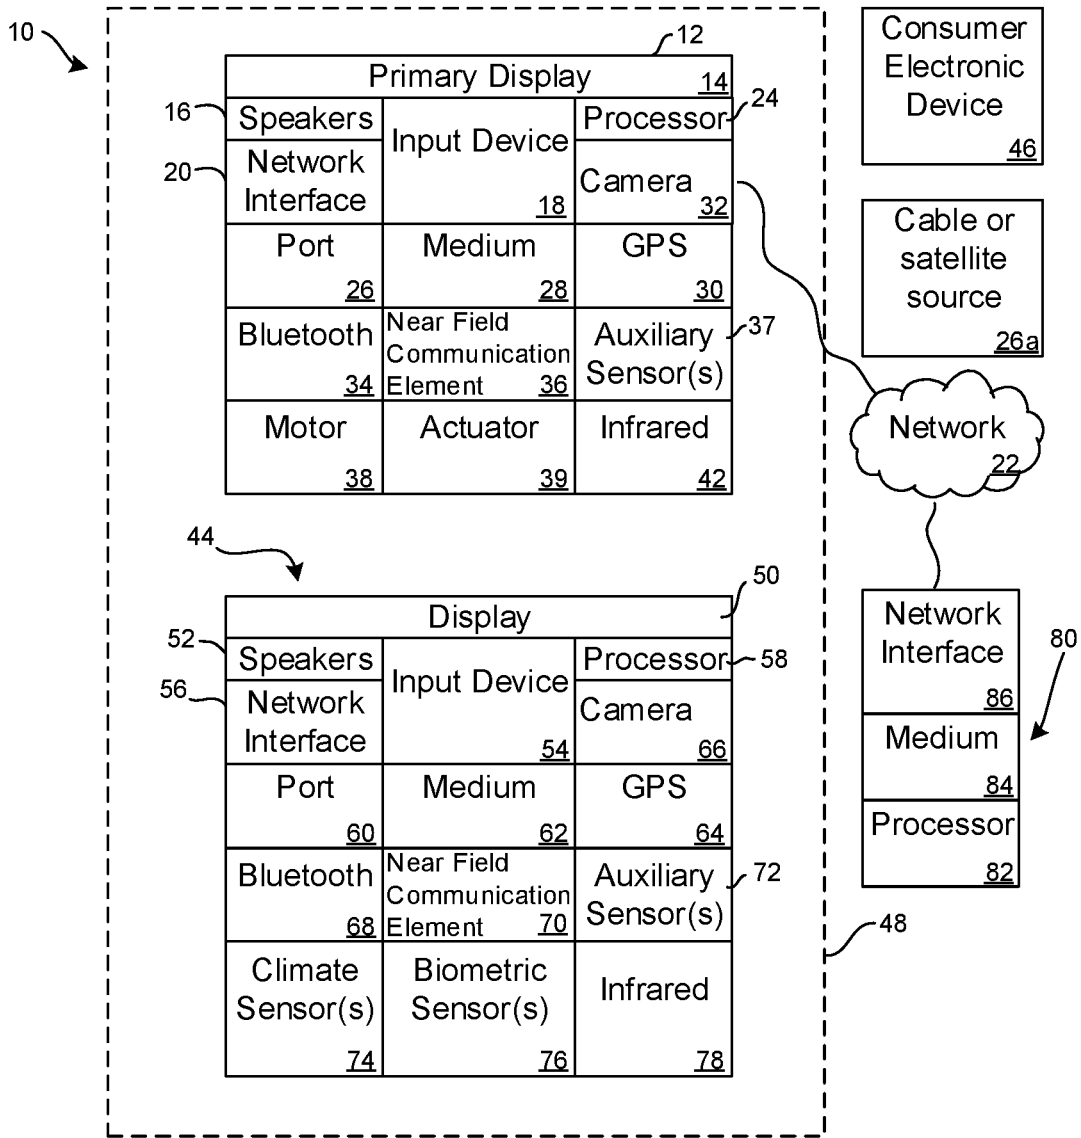 10
12
Primary Display
14
16
Speakers
Input Device
18
Processor
24
20
Network
Interface
Camera
32
Port
26
Medium
28
GPS
30
Bluetooth
34
Near Field
Communication
Element
36
Auxiliary
Sensor(s)
37
Motor
38
Actuator
39
Infrared
42
44
Display
50
52
Speakers
Input Device
54
Processor
58
56
Network
Interface
Camera
66
Port
60
Medium
62
GPS
64
Bluetooth
68
Near Field
Communication
Element
70
Auxiliary
Sensor(s)
72
Climate
Sensor(s)
74
Biometric
Sensor(s)
76
Infrared
78
48
Consumer
Electronic
Device
46
Cable or
satellite
source
26a
Network
22
Network
Interface
86
80
Medium
84
Processor
82